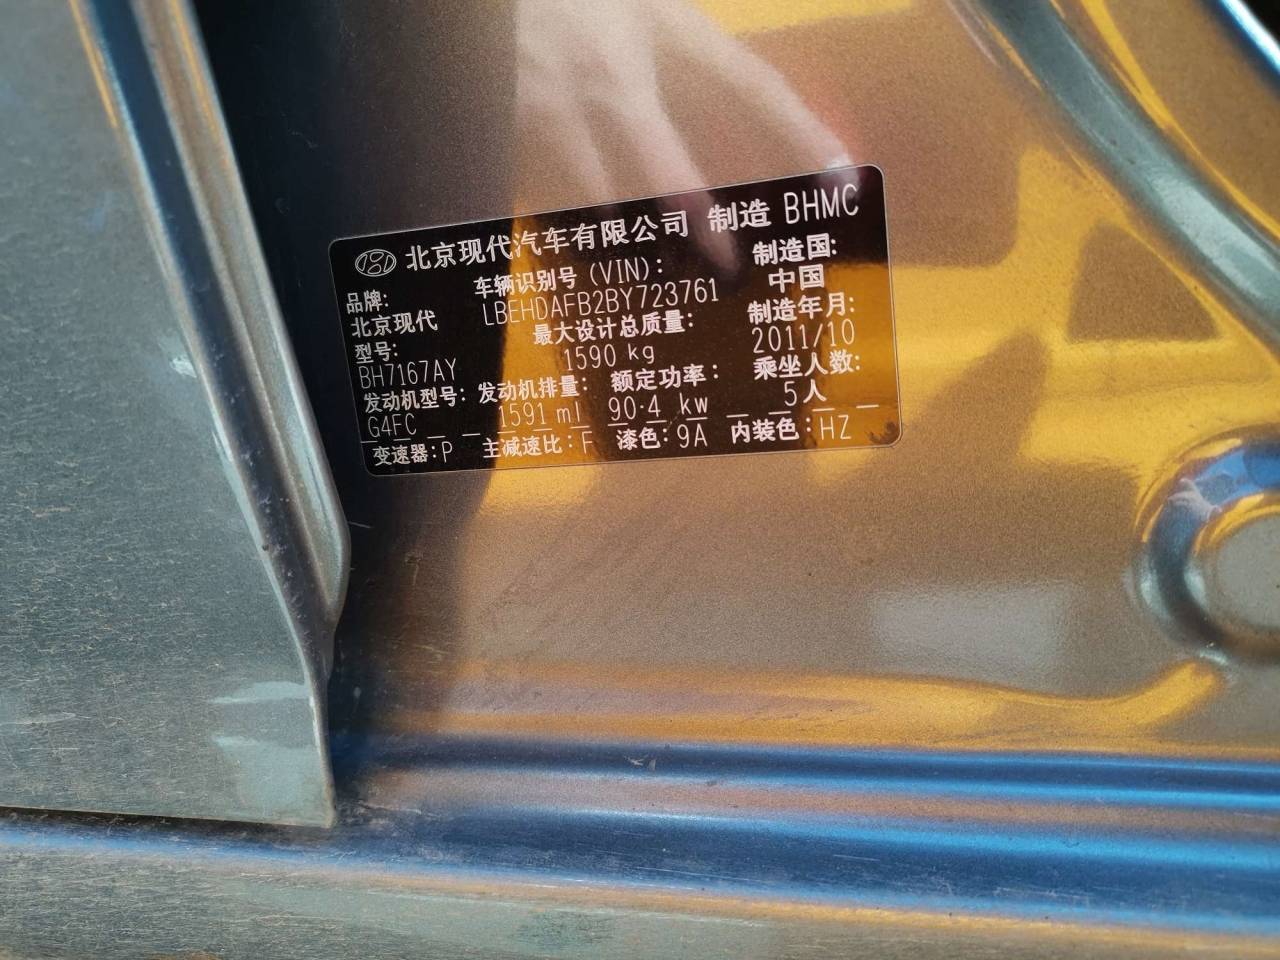 北京现代汽车有限公司 制造 BHMC
品牌: 车辆识别号 (VIN): 制造国:
北京现代 LBEHDAFB2BY723761 中国
型号: 最大设计总质量: 制造年月:
BH7167AY 1590 kg 2011/10
发动机型号: 发动机排量: 额定功率: 乘坐人数:
G4FC 1591 ml 90.4 kw 5人
变速器:P 主减速比:F 漆色:9A 内装色:HZ